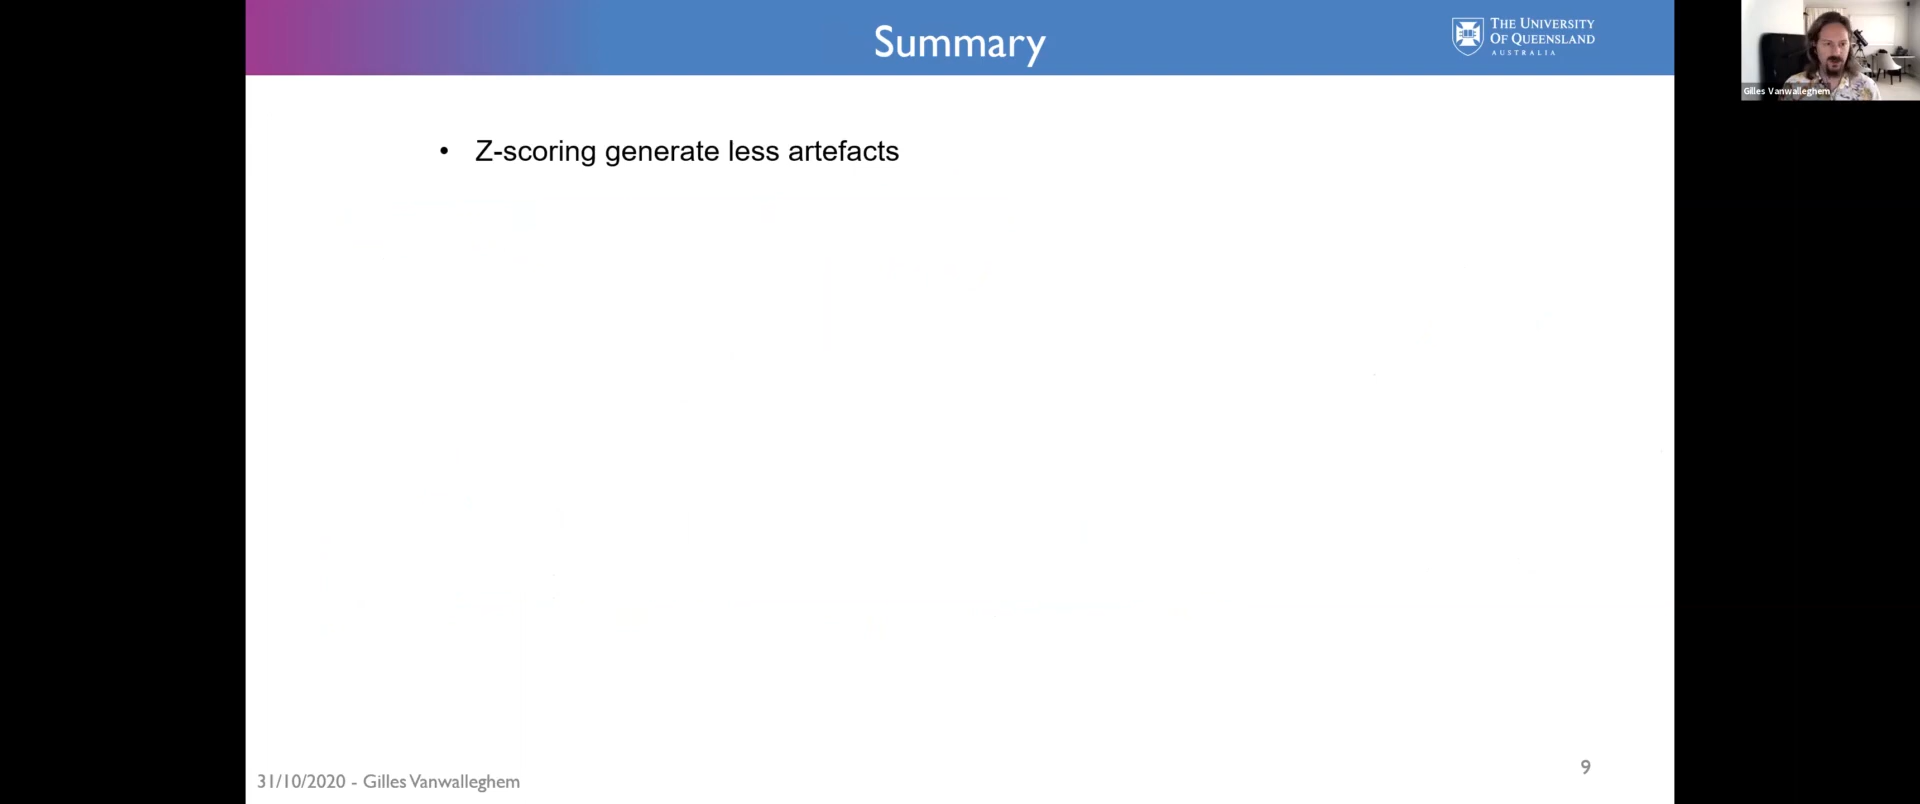 Summary
THE UNIVERSITY
OF QUEENSLAND
AUSTRALIA
Gilles Vanwalleghem
• Z-scoring generate less artefacts
31/10/2020 - Gilles Vanwalleghem
9